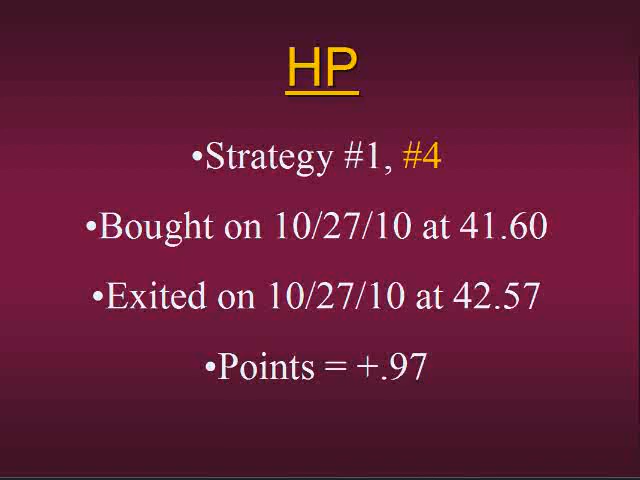 HP
•Strategy #1, #4
•Bought on 10/27/10 at 41.60
•Exited on 10/27/10 at 42.57
•Points = +.97